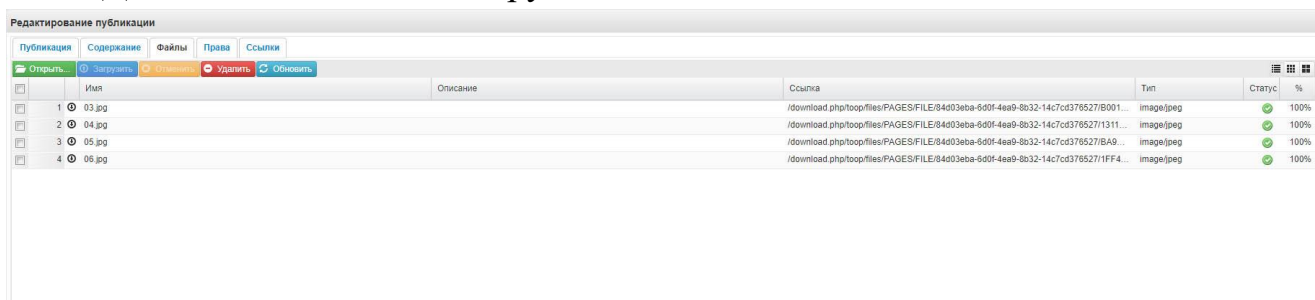 Редактирование публикации
Публикация Содержание Файлы Права Ссылки
Открыть... Загрузить Отменить Удалить Обновить
Имя Описание Ссылка Тип Статус %
1 03.jpg /download.php/toop/files/PAGES/FILE/84d03eba-6d0f-4ea9-8b32-14c7cd376527/B001... image/jpeg 100%
2 04.jpg /download.php/toop/files/PAGES/FILE/84d03eba-6d0f-4ea9-8b32-14c7cd376527/1311... image/jpeg 100%
3 05.jpg /download.php/toop/files/PAGES/FILE/84d03eba-6d0f-4ea9-8b32-14c7cd376527/BA9... image/jpeg 100%
4 06.jpg /download.php/toop/files/PAGES/FILE/84d03eba-6d0f-4ea9-8b32-14c7cd376527/1FF4... image/jpeg 100%